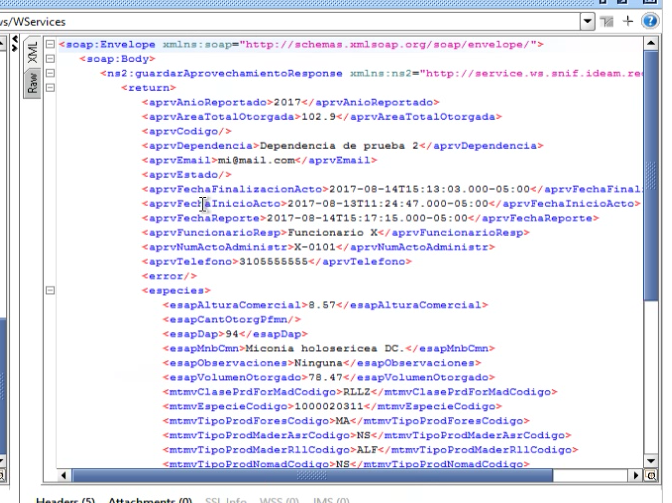 vs/WServices
XML
Raw
<soap:Envelope xmlns:soap="http://schemas.xmlsoap.org/soap/envelope/">
<soap:Body>
<ns2:guardarAprovechamientoResponse xmlns:ns2="http://service.ws.snif.ideam.re
<return>
<aprvAnioReportado>2017</aprvAnioReportado>
<aprvAreaTotalOtorgada>102.9</aprvAreaTotalOtorgada>
<aprvCodigo/>
<aprvDependencia>Dependencia de prueba 2</aprvDependencia>
<aprvEmail>mi@mail.com</aprvEmail>
<aprvEstado/>
<aprvFechaFinalizacionActo>2017-08-14T15:13:03.000-05:00</aprvFechaFinal
<aprvFechaInicioActo>2017-08-13T11:24:47.000-05:00</aprvFechaInicioActo>
<aprvFechaReporte>2017-08-14T15:17:15.000-05:00</aprvFechaReporte>
<aprvFuncionarioResp>Funcionario X</aprvFuncionarioResp>
<aprvNumActoAdministr>X-0101</aprvNumActoAdministr>
<aprvTelefono>3105555555</aprvTelefono>
<error/>
<especies>
<esapAlturaComercial>8.57</esapAlturaComercial>
<esapCantOtorgPfmn/>
<esapDap>94</esapDap>
<esapMnbCmn>Miconia holosericea DC.</esapMnbCmn>
<esapObservaciones>Ninguna</esapObservaciones>
<esapVolumenOtorgado>78.47</esapVolumenOtorgado>
<mtmvClasePrdForMadCodigo>RLLZ</mtmvClasePrdForMadCodigo>
<mtmvEspecieCodigo>1000020311</mtmvEspecieCodigo>
<mtmvTipoProdForesCodigo>MA</mtmvTipoProdForesCodigo>
<mtmvTipoProdMaderAsrCodigo>NS</mtmvTipoProdMaderAsrCodigo>
<mtmvTipoProdMaderRllCodigo>ALF</mtmvTipoProdMaderRllCodigo>
<mtmvTipoProdNomadCodigo>NS</mtmvTipoProdNomadCodigo>
Headers (5) Attachments (0) SSL Info WSS (0) JMS (0)